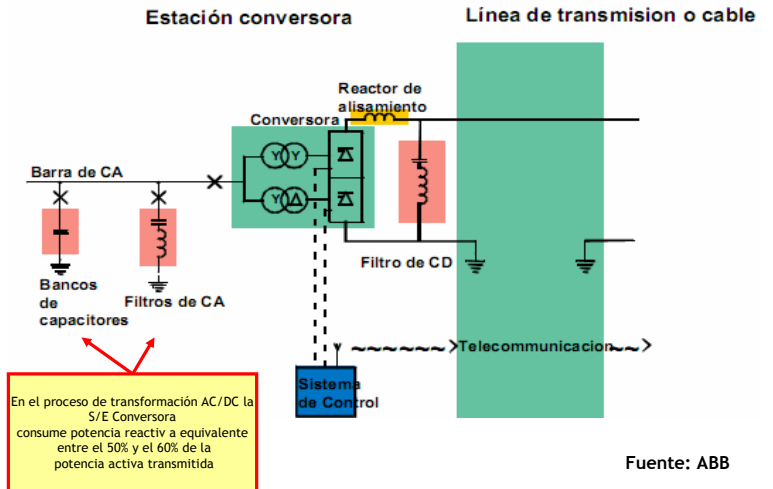 Estación conversora
Línea de transmision o cable
Reactor de
alisamiento
Conversora
Barra de CA
Y Y
Y Δ
Filtro de CD
Bancos
de
capacitores
Filtros de CA
Telecommunicacion
Sistema
de Control
En el proceso de transformación AC/DC la
S/E Conversora
consume potencia reactiv a equivalente
entre el 50% y el 60% de la
potencia activa transmitida
Fuente: ABB